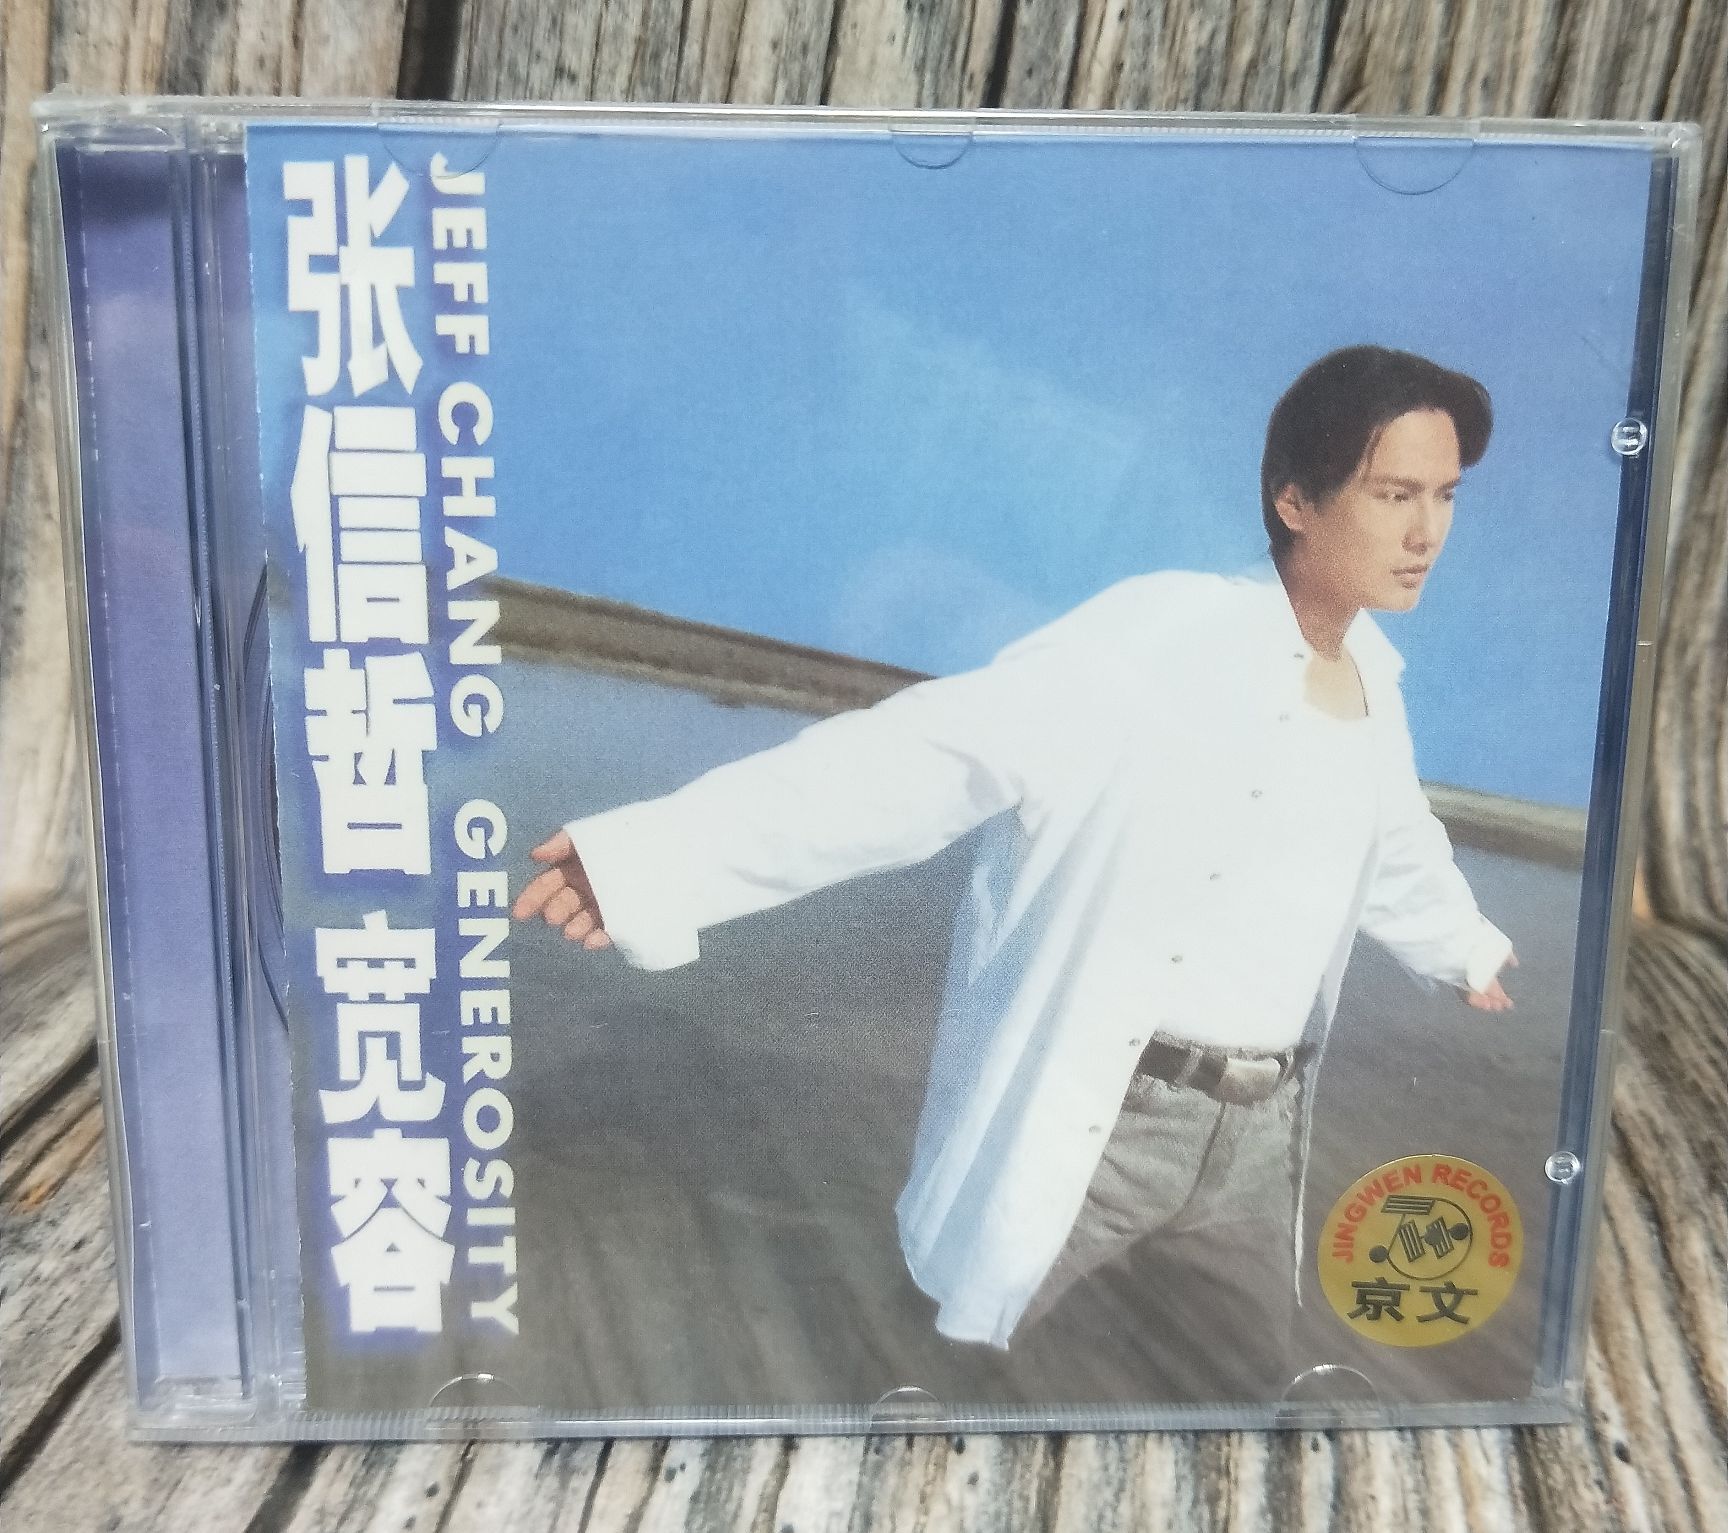 张信哲 宽容
JEFF CHANG GENEROSITY
JINGWEN RECORDS
京文